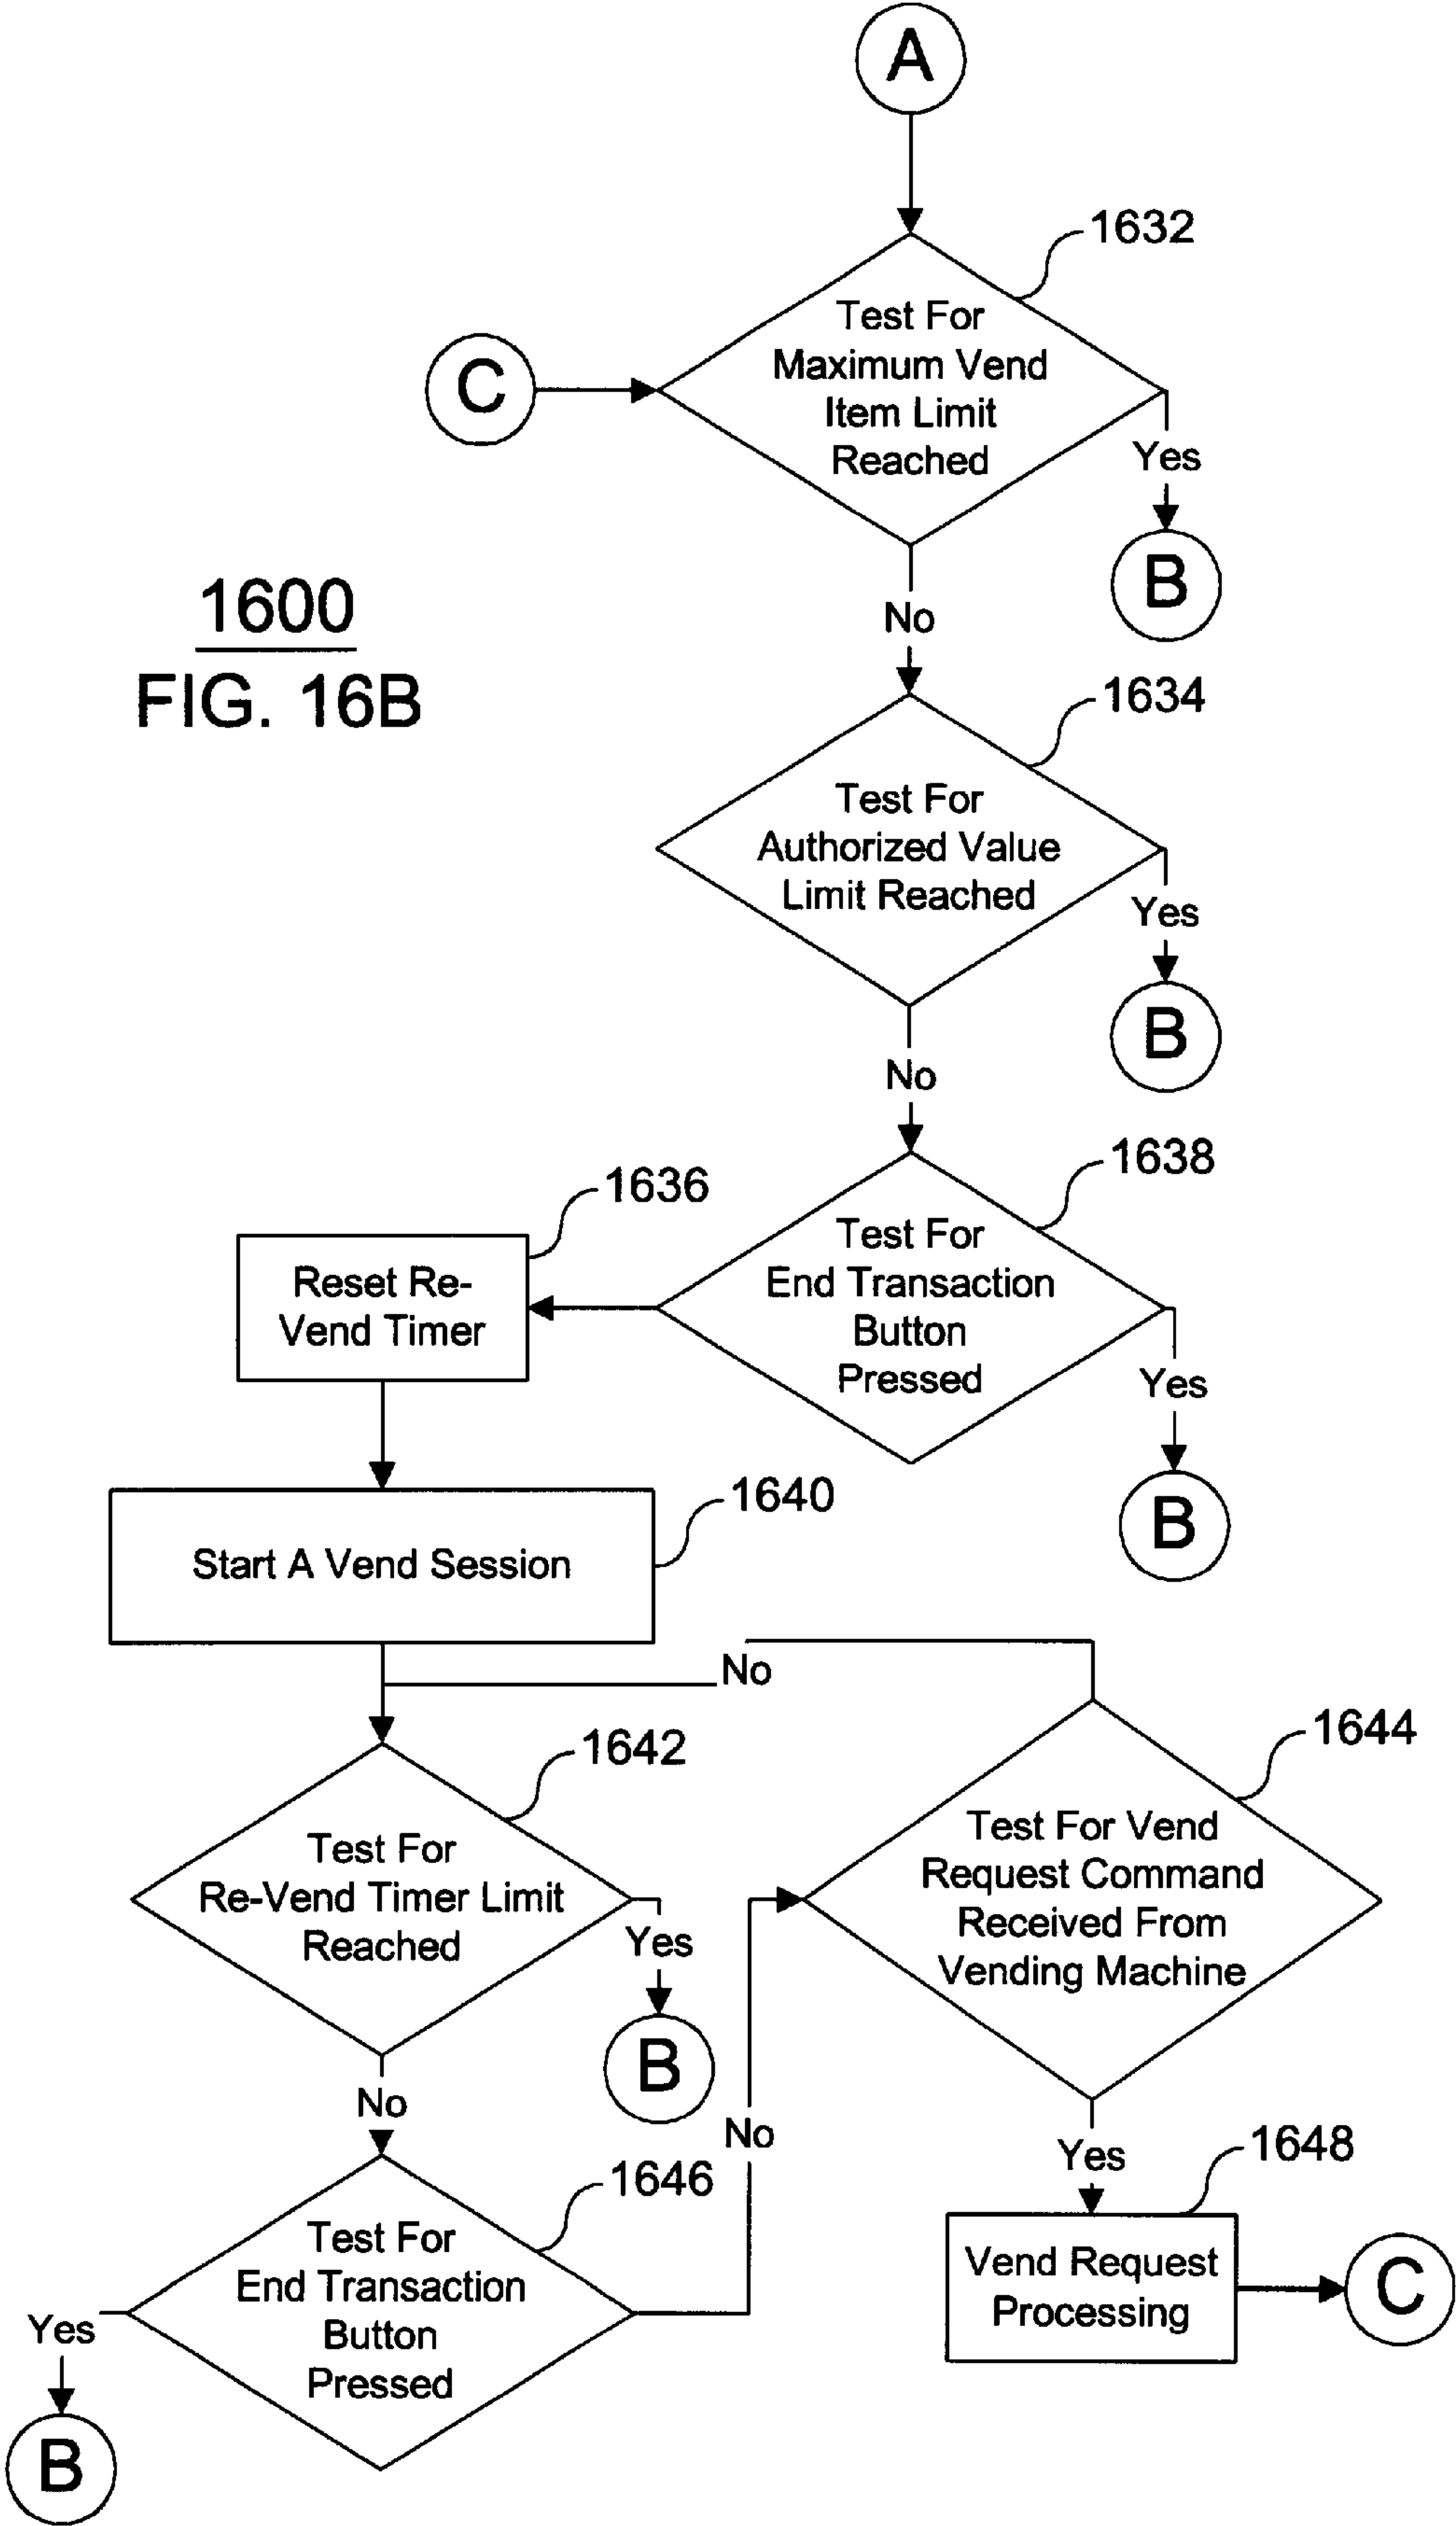 A
1632
Test For
Maximum Vend
Item Limit
Reached
C
Yes
B
1600
FIG. 16B
No
1634
Test For
Authorized Value
Limit Reached
Yes
B
No
1638
Test For
End Transaction
Button
Pressed
1636
Reset Re-
Vend Timer
Yes
B
1640
Start A Vend Session
No
1642
Test For
Re-Vend Timer Limit
Reached
Yes
B
1644
Test For Vend
Request Command
Received From
Vending Machine
No
No
Yes
1646
Test For
End Transaction
Button
Pressed
Yes
B
1648
Vend Request
Processing
C